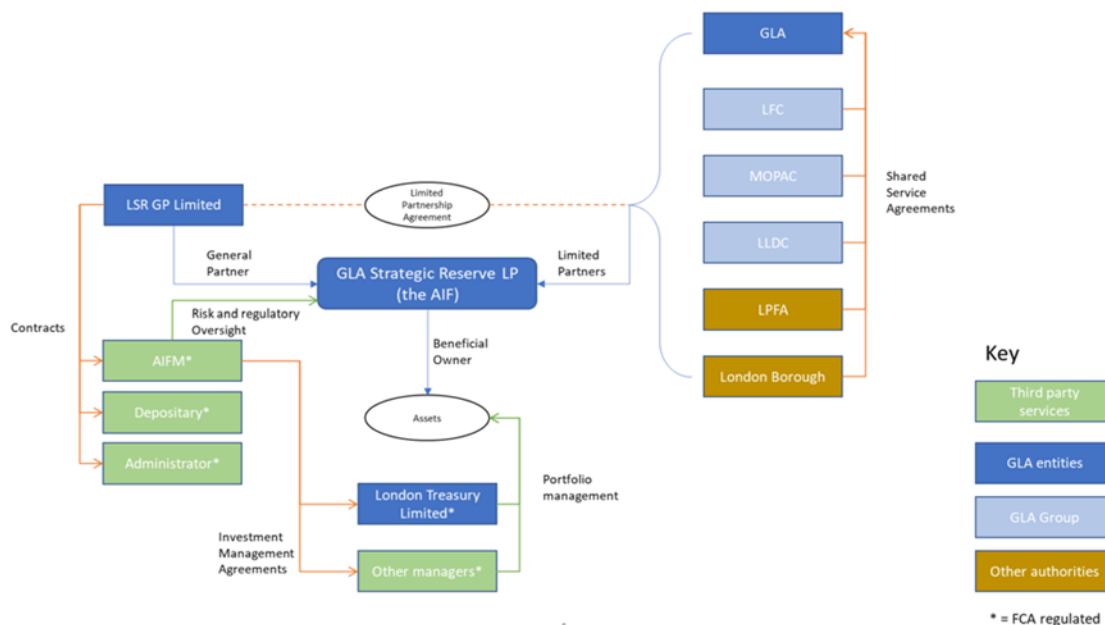 GLA
LFC
MOPAC
LLDC
LPFA
London Borough
Shared
Service
Agreements
LSR GP Limited
Limited
Partnership
Agreement
General
Partner
GLA Strategic Reserve LP
(the AIF)
Limited
Partners
Contracts
Risk and regulatory
Oversight
AIFM*
Depositary*
Administrator*
Beneficial
Owner
Assets
London Treasury
Limited*
Other managers*
Portfolio
management
Investment
Management
Agreements
Key
Third party
services
GLA entities
GLA Group
Other authorities
* = FCA regulated